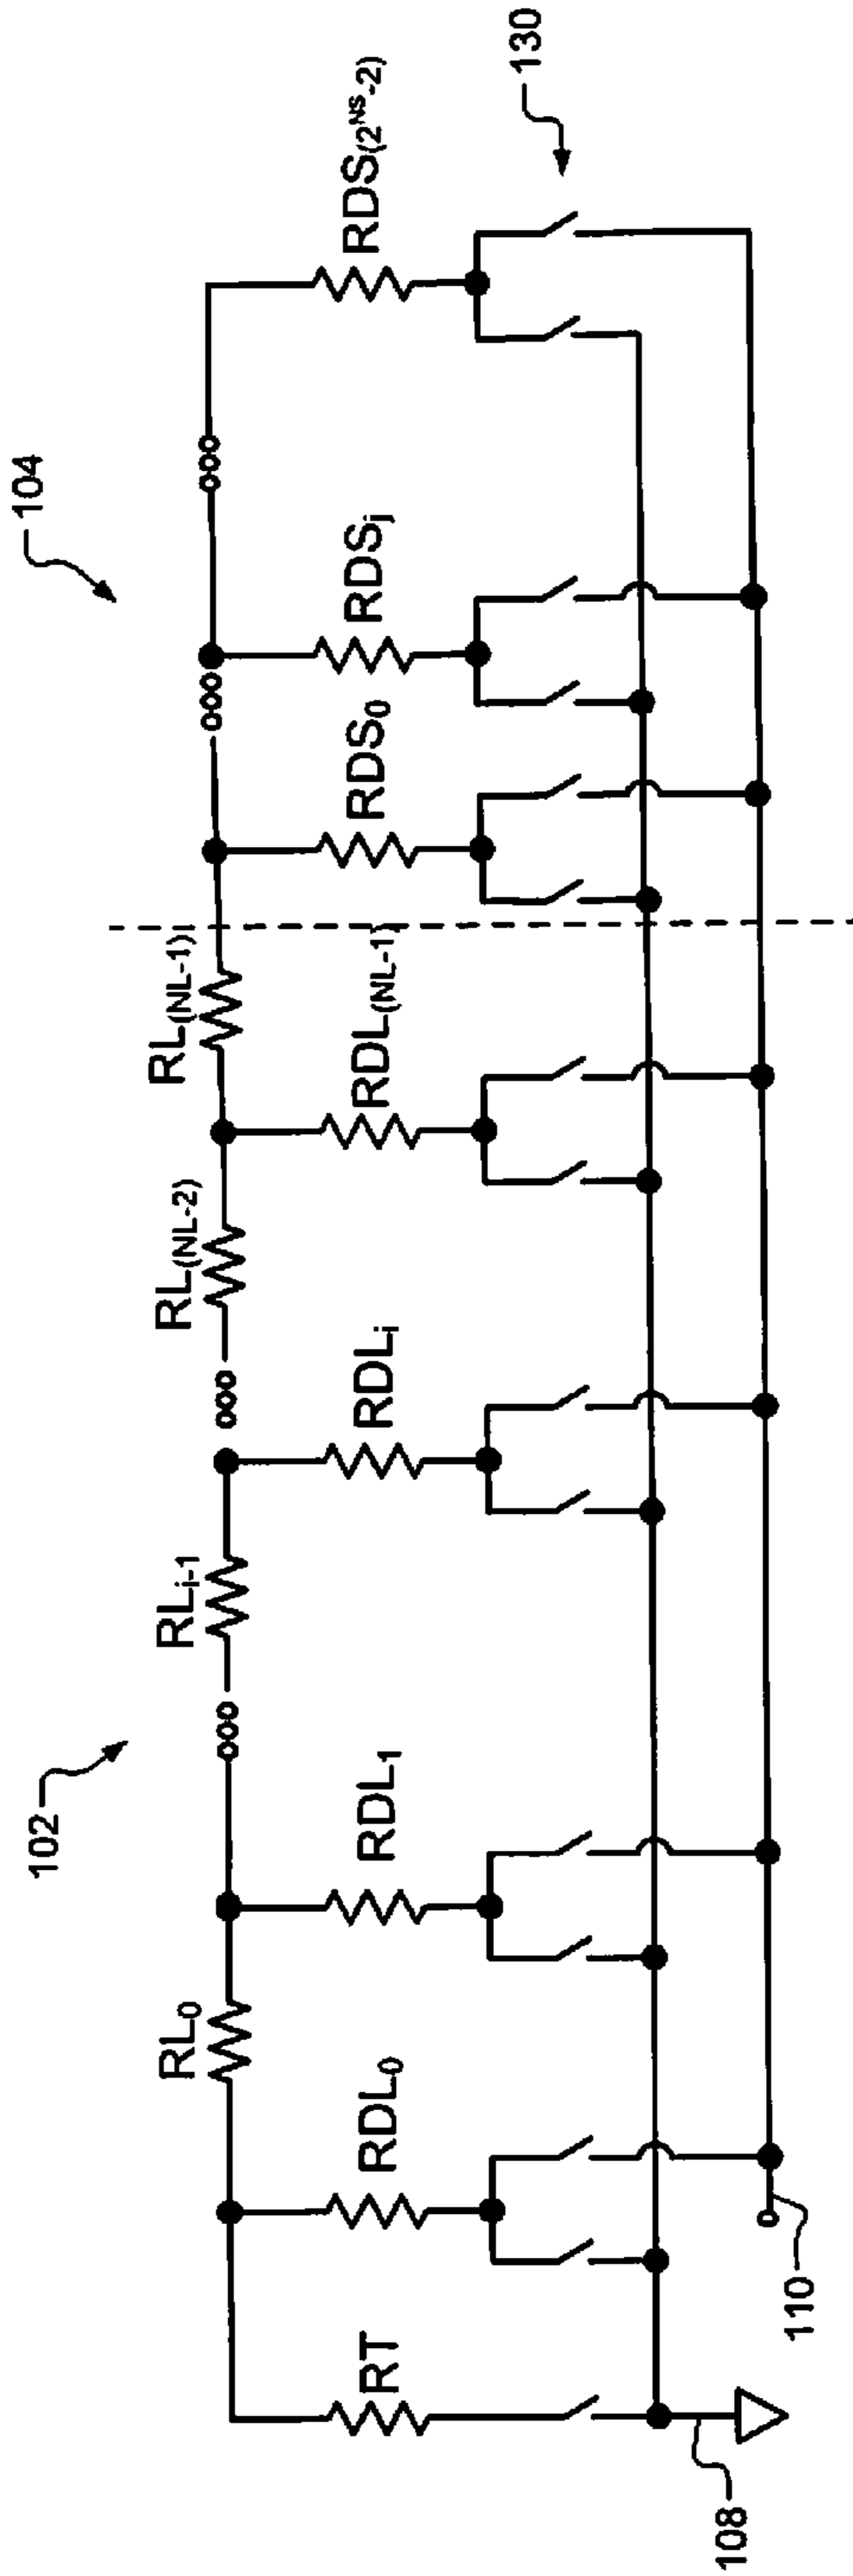 102
104
RL₀
RLᵢ₋₁
RL₍NL-2₎
RL₍NL-1₎
RT
RDL₀
RDL₁
RDLᵢ
RDL₍NL-1₎
RDS₀
RDSⱼ
RDS₍2^NS-2₎
130
108
110